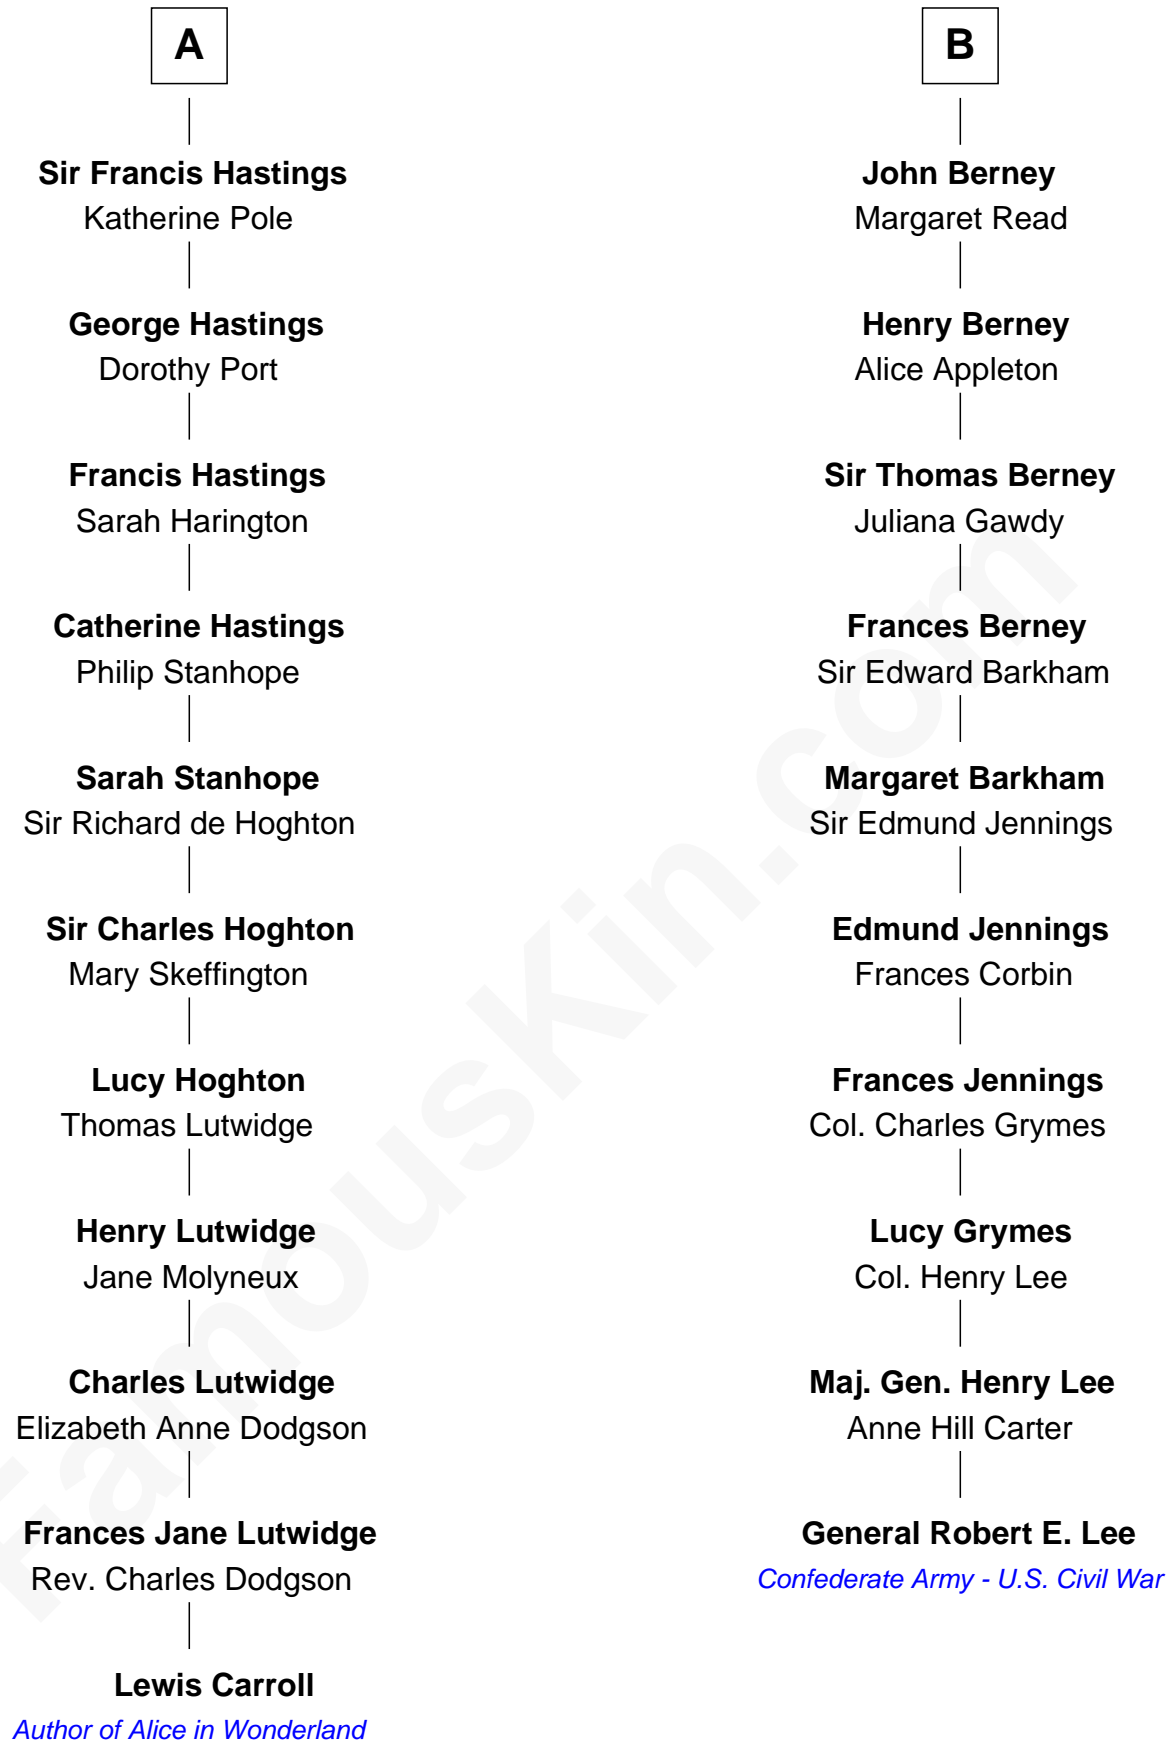 A
Sir Francis Hastings
Katherine Pole
George Hastings
Dorothy Port
Francis Hastings
Sarah Harington
Catherine Hastings
Philip Stanhope
Sarah Stanhope
Sir Richard de Hoghton
Sir Charles Hoghton
Mary Skeffington
Lucy Hoghton
Thomas Lutwidge
Henry Lutwidge
Jane Molyneux
Charles Lutwidge
Elizabeth Anne Dodgson
Frances Jane Lutwidge
Rev. Charles Dodgson
Lewis Carroll
Author of Alice in Wonderland
B
John Berney
Margaret Read
Henry Berney
Alice Appleton
Sir Thomas Berney
Juliana Gawdy
Frances Berney
Sir Edward Barkham
Margaret Barkham
Sir Edmund Jennings
Edmund Jennings
Frances Corbin
Frances Jennings
Col. Charles Grymes
Lucy Grymes
Col. Henry Lee
Maj. Gen. Henry Lee
Anne Hill Carter
General Robert E. Lee
Confederate Army - U.S. Civil War
FamousKin.com